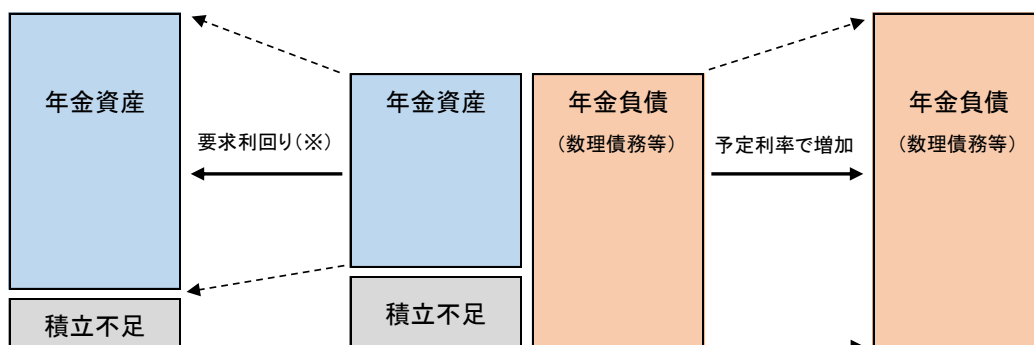 年金資産
積立不足
要求利回り(※)
年金資産
積立不足
年金負債
(数理債務等)
予定利率で増加
年金負債
(数理債務等)